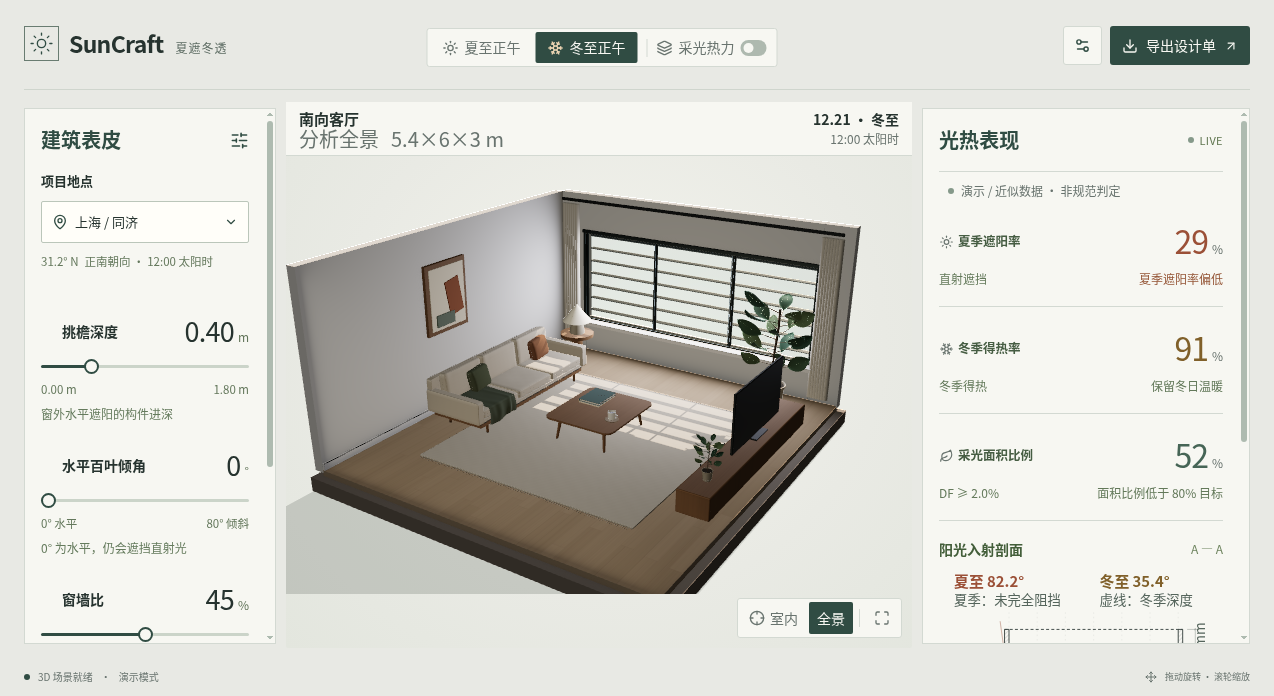 SunCraft 夏遮冬透
夏至正午 冬至正午 采光热力
导出设计单
建筑表皮
项目地点
上海 / 同济
31.2° N 正南朝向 · 12:00 太阳时
挑檐深度 0.40 m
0.00 m 1.80 m
窗外水平遮阳的构件进深
水平百叶倾角 0 °
0° 水平 80° 倾斜
0° 为水平，仍会遮挡直射光
窗墙比 45 %
南向客厅
分析全景 5.4×6×3 m
12.21 · 冬至
12:00 太阳时
室内 全景
光热表现 LIVE
演示 / 近似数据 · 非规范判定
夏季遮阳率 29 %
直射遮挡 夏季遮阳率偏低
冬季得热率 91 %
冬季得热 保留冬日温暖
采光面积比例 52 %
DF ≥ 2.0% 面积比例低于 80% 目标
阳光入射剖面 A — A
夏至 82.2° 冬至 35.4°
夏季：未完全阻挡 虚线：冬季深度
3D 场景就绪 · 演示模式
拖动旋转 · 滚轮缩放